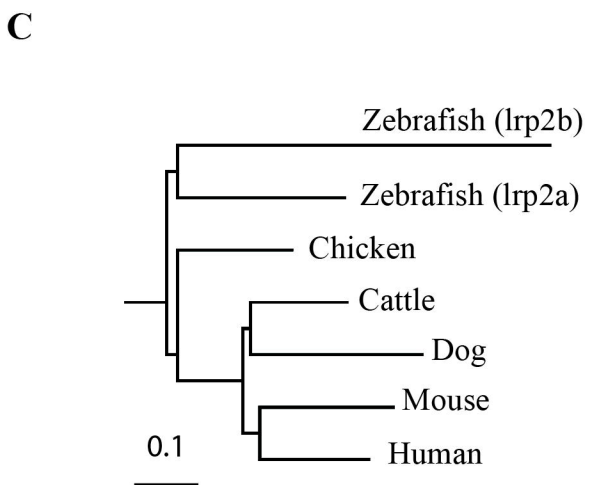 C
Zebrafish (lrp2b)
Zebrafish (lrp2a)
Chicken
Cattle
Dog
Mouse
0.1
Human